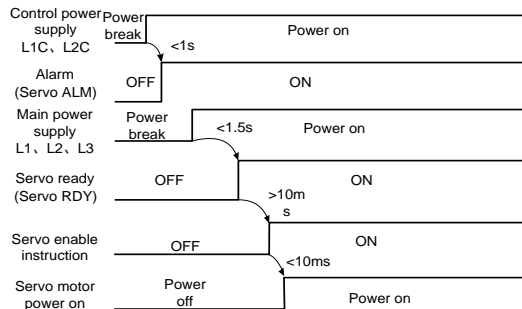 Control power
supply
L1C、L2C
Power
break
Power on
<1s
Alarm
(Servo ALM)
OFF
ON
Main power
supply
L1、L2、L3
Power
break
<1.5s
Power on
Servo ready
(Servo RDY)
OFF
ON
>10m
s
Servo enable
instruction
OFF
ON
<10ms
Servo motor
power on
Power
off
Power on